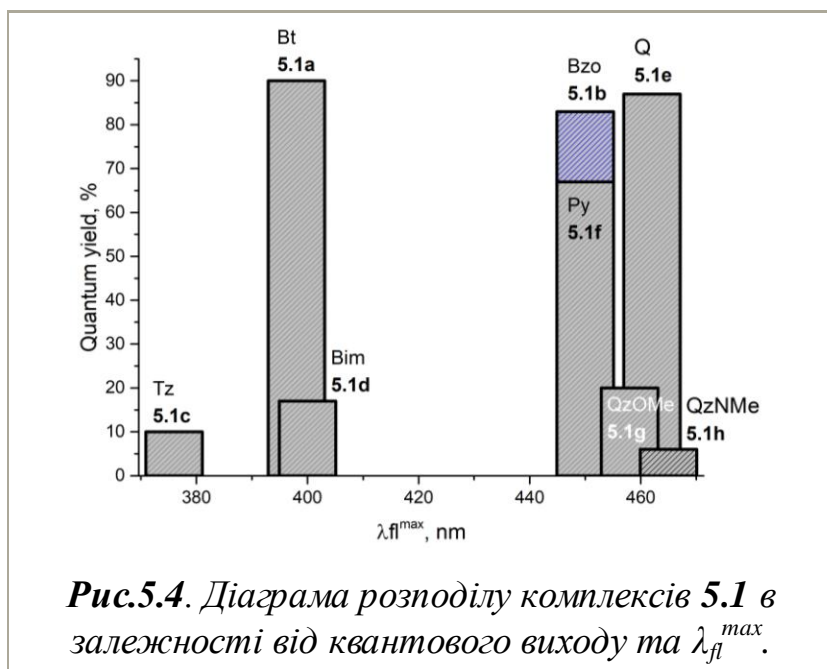 Bt
5.1a
Bzo
5.1b
Q
5.1e
90
80
70
60
50
40
30
20
10
0
Quantum yield, %
Py
5.1f
Bim
5.1d
Tz
5.1c
QzOMe
5.1g
QzNMe
5.1h
380
400
420
440
460
λfl^max, nm
Рис.5.4. Діаграма розподілу комплексів 5.1 в
залежності від квантового виходу та λfl^max.